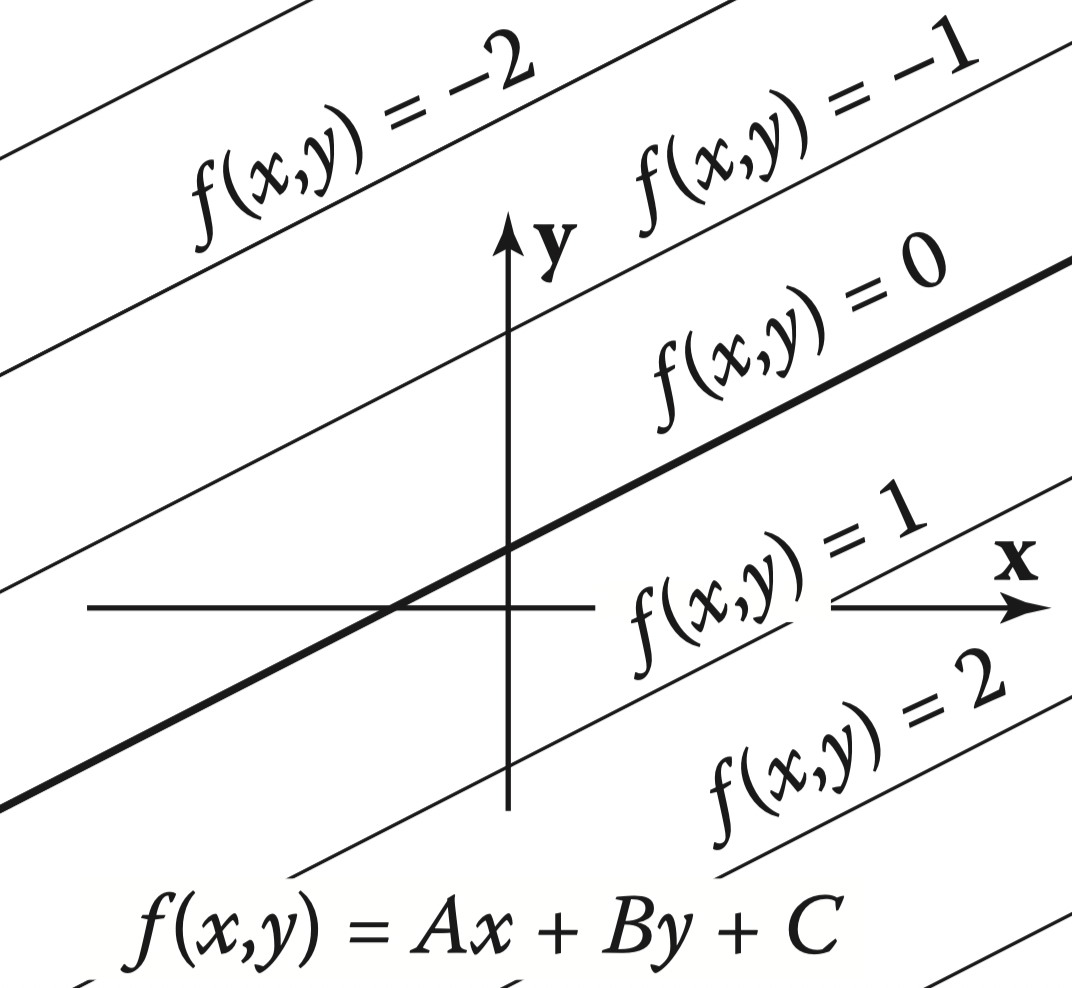 f(x,y) = −2
f(x,y) = −1
y
f(x,y) = 0
f(x,y) = 1
x
f(x,y) = 2
f(x,y) = Ax + By + C